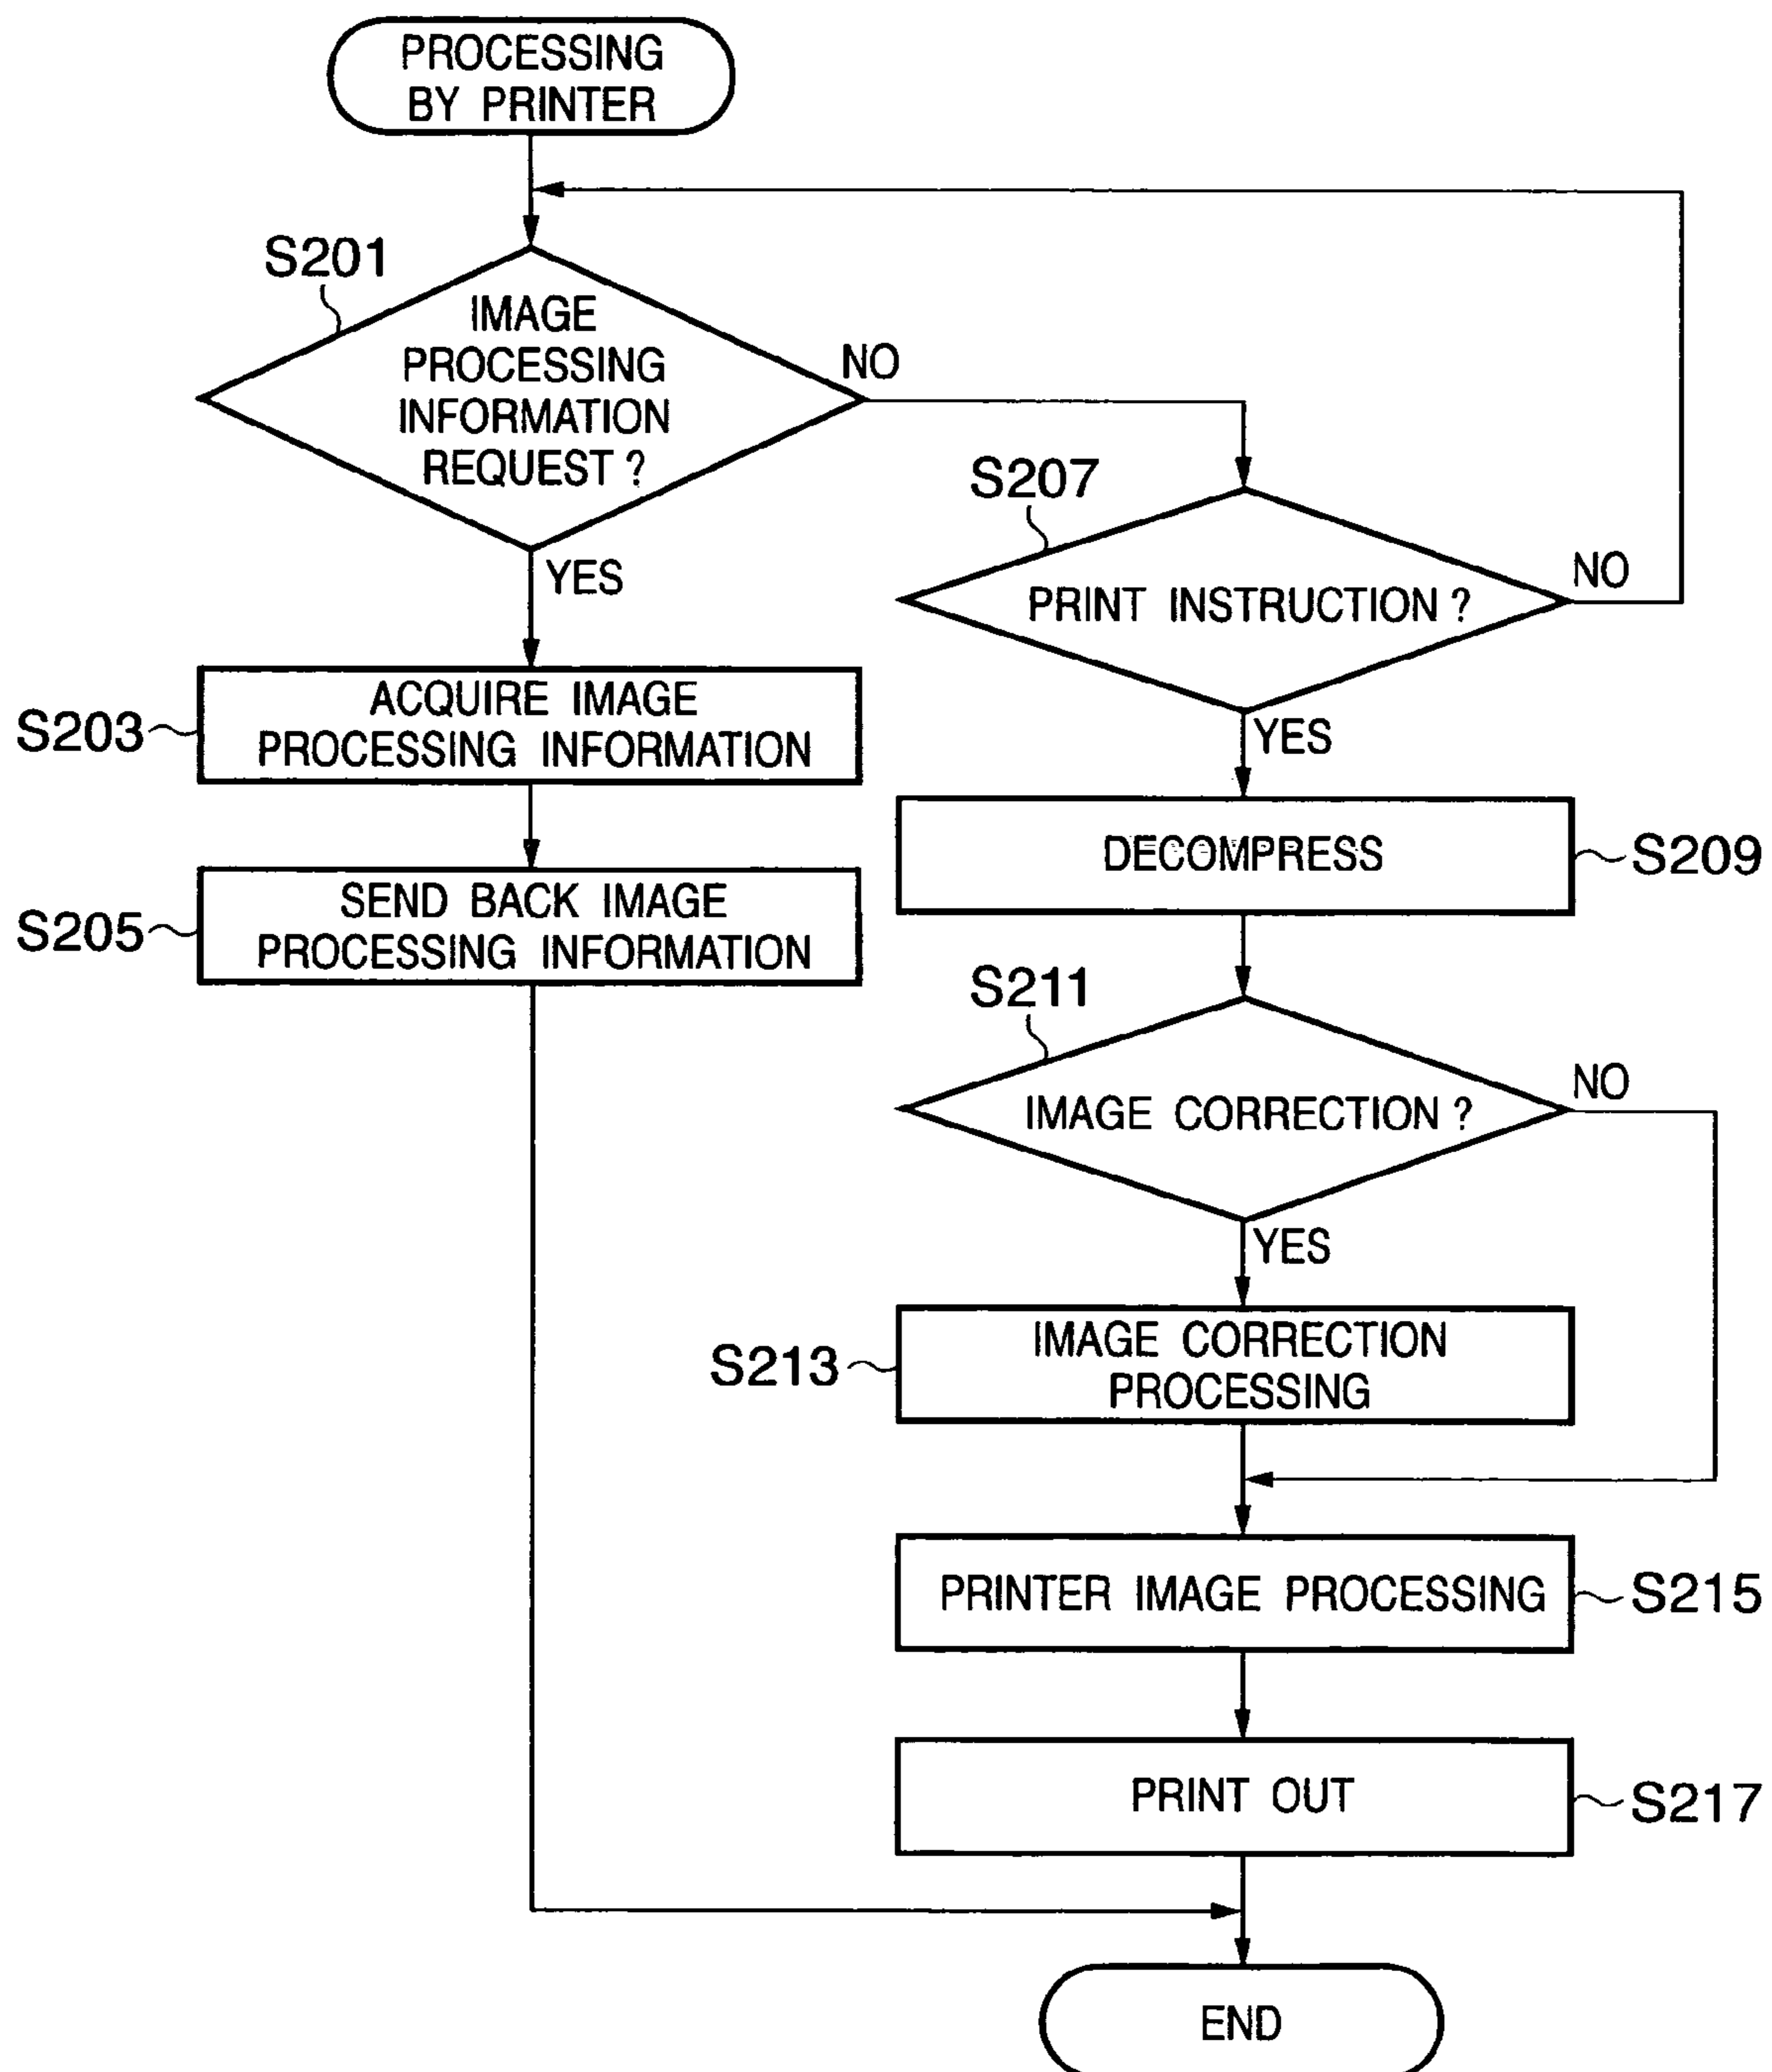 PROCESSING
BY PRINTER
S201
IMAGE
PROCESSING
INFORMATION
REQUEST ?
NO
YES
S203
ACQUIRE IMAGE
PROCESSING INFORMATION
S205
SEND BACK IMAGE
PROCESSING INFORMATION
S207
PRINT INSTRUCTION ?
NO
YES
DECOMPRESS
S209
S211
IMAGE CORRECTION ?
NO
YES
S213
IMAGE CORRECTION
PROCESSING
PRINTER IMAGE PROCESSING
S215
PRINT OUT
S217
END